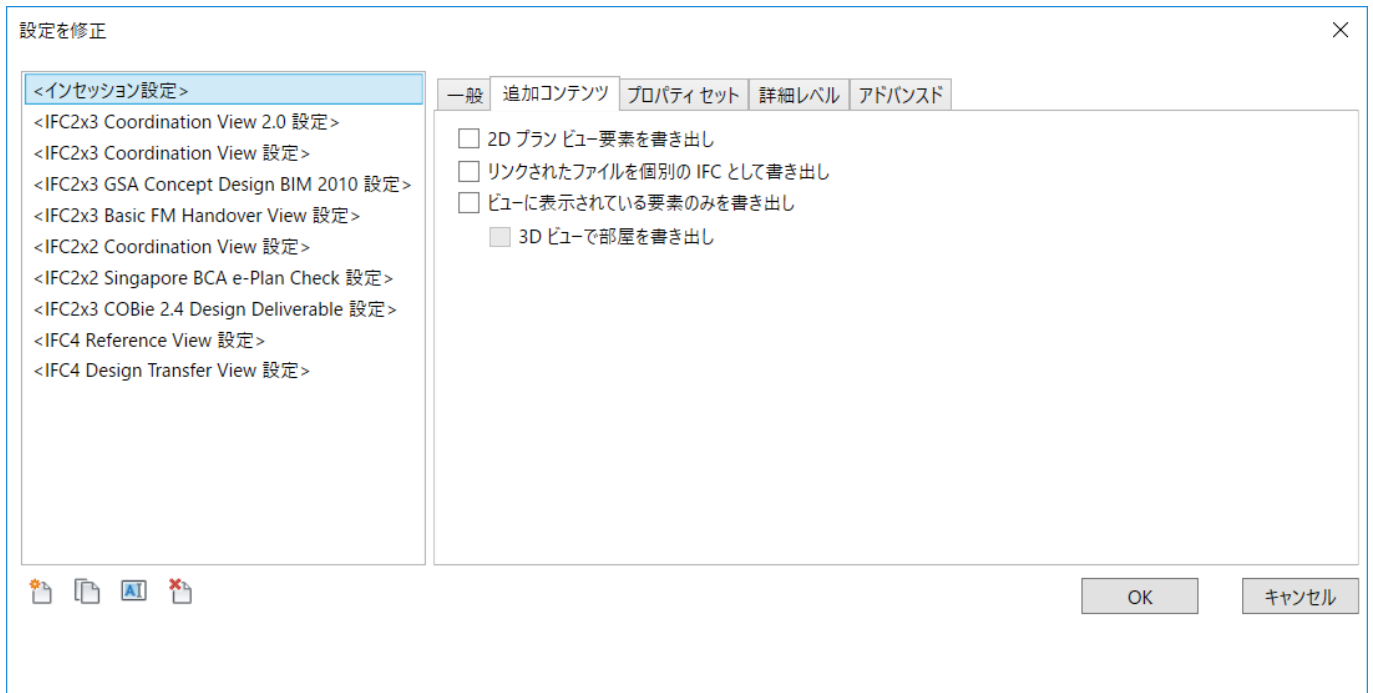 設定を修正
<インセッション設定>
<IFC2x3 Coordination View 2.0 設定>
<IFC2x3 Coordination View 設定>
<IFC2x3 GSA Concept Design BIM 2010 設定>
<IFC2x3 Basic FM Handover View 設定>
<IFC2x2 Coordination View 設定>
<IFC2x2 Singapore BCA e-Plan Check 設定>
<IFC2x3 COBie 2.4 Design Deliverable 設定>
<IFC4 Reference View 設定>
<IFC4 Design Transfer View 設定>
一般 追加コンテンツ プロパティ セット 詳細レベル アドバンスド
2D プラン ビュー要素を書き出し
リンクされたファイルを個別の IFC として書き出し
ビューに表示されている要素のみを書き出し
3D ビューで部屋を書き出し
AI
OK キャンセル